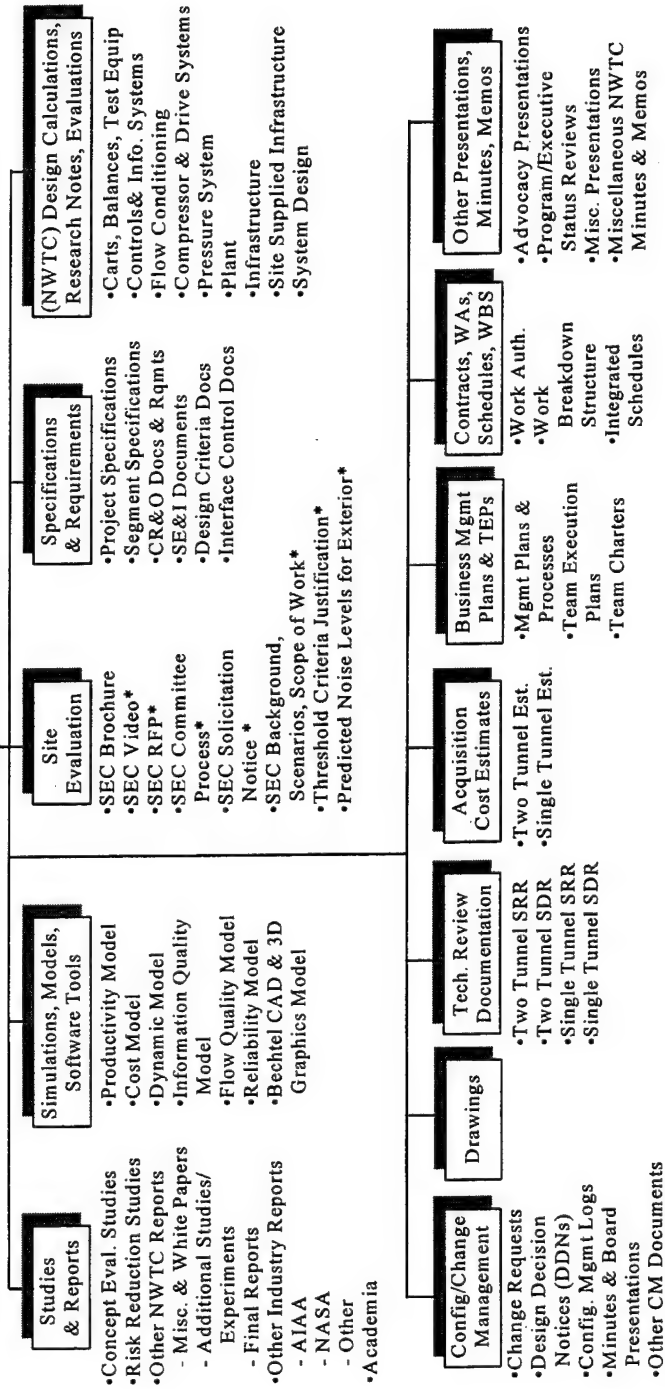 Studies
& Reports
•Concept Eval. Studies
•Risk Reduction Studies
•Other NWTC Reports
- Misc. & White Papers
- Additional Studies/
Experiments
- Final Reports
•Other Industry Reports
- AIAA
- NASA
- Other
•Academia
Simulations, Models,
Software Tools
•Productivity Model
•Cost Model
•Dynamic Model
•Information Quality
Model
•Flow Quality Model
•Reliability Model
•Bechtel CAD & 3D
Graphics Model
Site
Evaluation
•SEC Brochure
•SEC Video*
•SEC RFP*
•SEC Committee
Process*
•SEC Solicitation
Notice*
•SEC Background,
Scenarios, Scope of Work*
•Threshold Criteria Justification*
•Predicted Noise Levels for Exterior*
Specifications
& Requirements
•Project Specifications
•Segment Specifications
•CR&O Docs & Rqmts
•SE&I Documents
•Design Criteria Docs
•Interface Control Docs
(NWTC) Design Calculations,
Research Notes, Evaluations
•Carts, Balances, Test Equip
•Controls& Info. Systems
•Flow Conditioning
•Compressor & Drive Systems
•Pressure System
•Plant
•Infrastructure
•Site Supplied Infrastructure
•System Design
Config/Change
Management
•Change Requests
•Design Decision
Notices (DDNs)
•Config. Mgmt Logs
•Minutes & Board
Presentations
•Other CM Documents
Drawings
Tech. Review
Documentation
•Two Tunnel SRR
•Two Tunnel SDR
•Single Tunnel SRR
•Single Tunnel SDR
Acquisition
Cost Estimates
•Two Tunnel Est.
•Single Tunnel Est.
Business Mgmt
Plans & TEPs
•Mgmt Plans &
Processes
•Team Execution
Plans
•Team Charters
Contracts, WAs,
Schedules, WBS
•Work Auth.
•Work
Breakdown
Structure
•Integrated
Schedules
Other Presentations,
Minutes, Memos
•Advocacy Presentations
•Program/Executive
Status Reviews
•Misc. Presentations
•Miscellaneous NWTC
Minutes & Memos